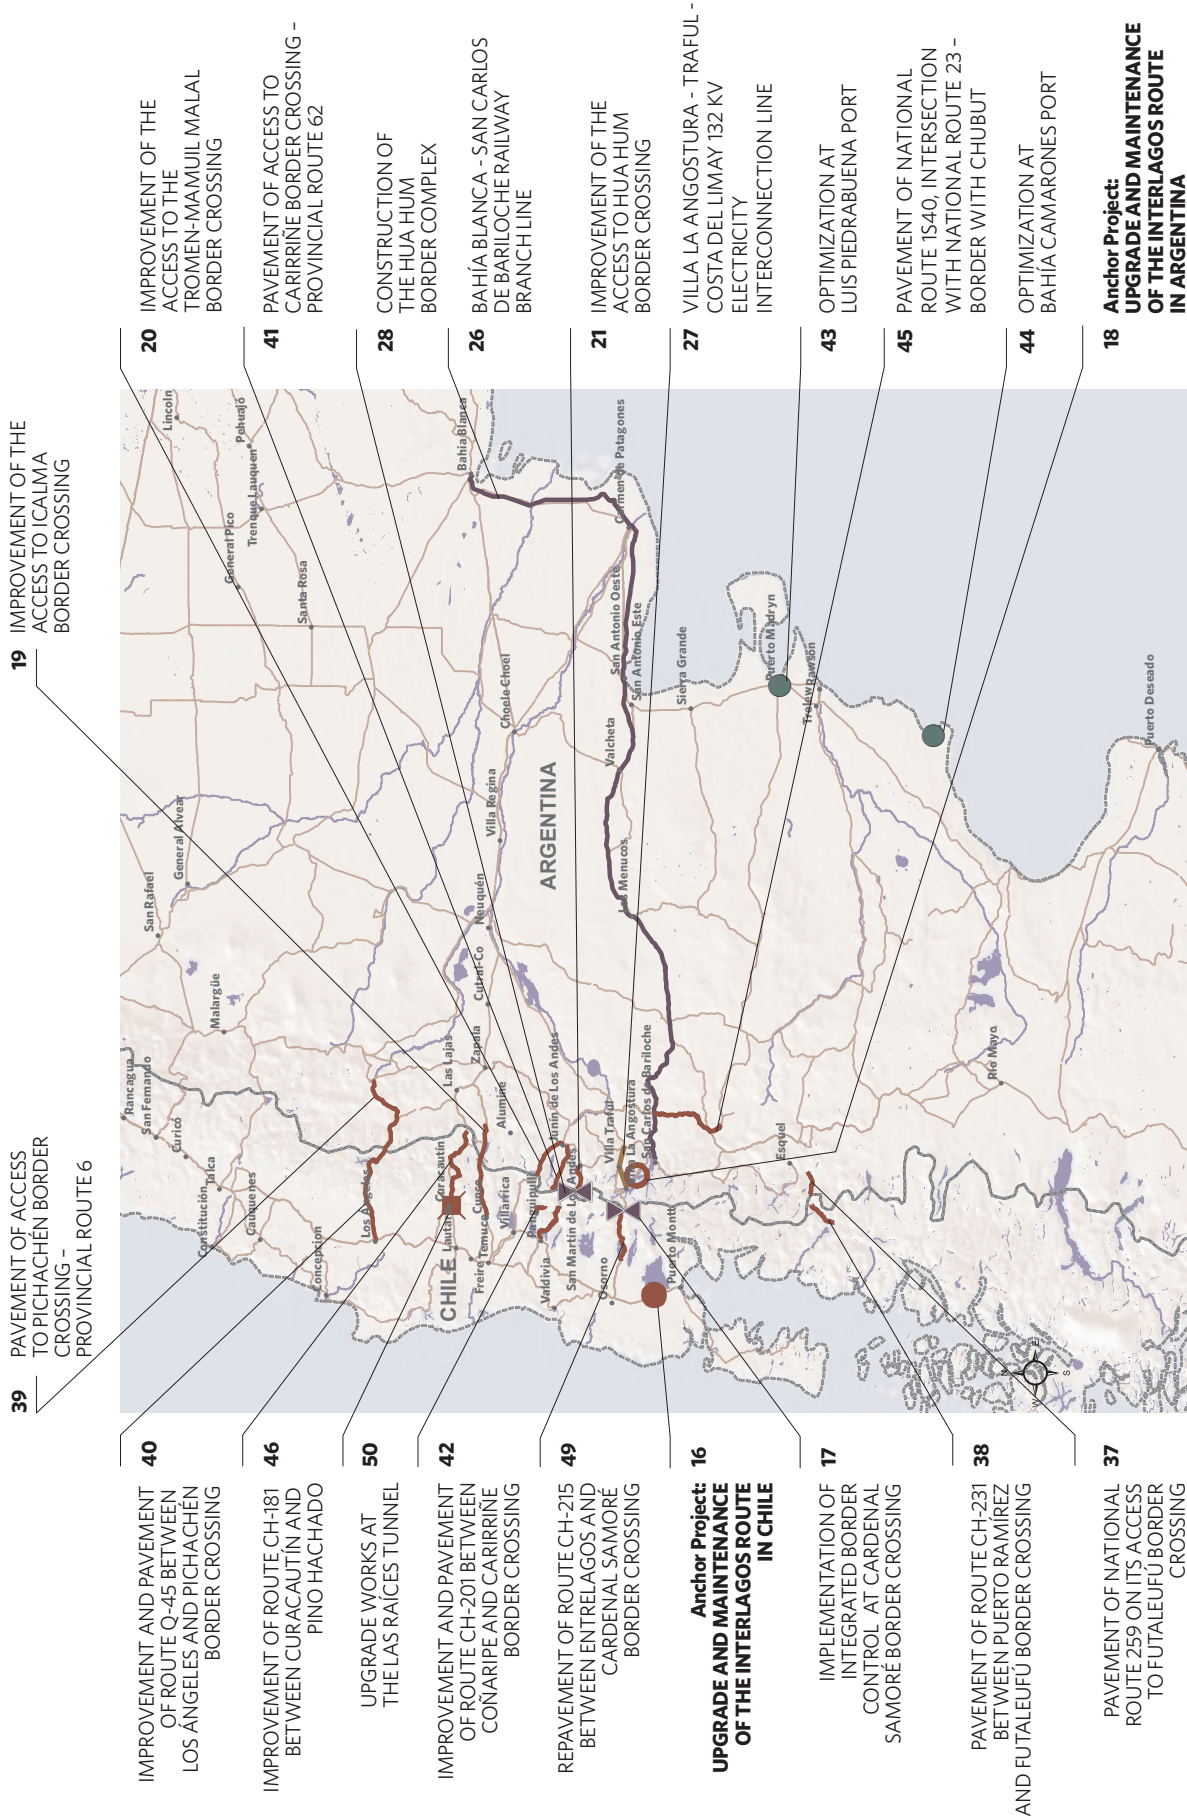 39
PAVEMENT OF ACCESS
TO PICHACHÉN BORDER
CROSSING –
PROVINCIAL ROUTE 6
19
IMPROVEMENT OF THE
ACCESS TO ICALMA
BORDER CROSSING
40
IMPROVEMENT AND PAVEMENT
OF ROUTE Q-45 BETWEEN
LOS ÁNGELES AND PICHACHÉN
BORDER CROSSING
46
IMPROVEMENT OF ROUTE CH-181
BETWEEN CURACAUTÍN AND
PINO HACHADO
50
UPGRADE WORKS AT
THE LAS RAÍCES TUNNEL
42
IMPROVEMENT AND PAVEMENT
OF ROUTE CH-201 BETWEEN
COÑARIPE AND CARIRRIÑE
BORDER CROSSING
49
REPAVEMENT OF ROUTE CH-215
BETWEEN ENTRELAGOS AND
CARDENAL SAMORÉ
BORDER CROSSING
16
Anchor Project:
UPGRADE AND MAINTENANCE
OF THE INTERLAGOS ROUTE
IN CHILE
17
IMPLEMENTATION OF
INTEGRATED BORDER
CONTROL AT CARDENAL
SAMORÉ BORDER CROSSING
38
PAVEMENT OF ROUTE CH-231
BETWEEN PUERTO RAMÍREZ
AND FUTALEUFÚ BORDER CROSSING
37
PAVEMENT OF NATIONAL
ROUTE 259 ON ITS ACCESS
TO FUTALEUFU BORDER
CROSSING
20
IMPROVEMENT OF THE
ACCESS TO THE
TROMEN-MAMUIL MALAL
BORDER CROSSING
41
PAVEMENT OF ACCESS TO
CARIRRIÑE BORDER CROSSING –
PROVINCIAL ROUTE 62
28
CONSTRUCTION OF
THE HUA HUM
BORDER COMPLEX
26
BAHÍA BLANCA - SAN CARLOS
DE BARILOCHE RAILWAY
BRANCH LINE
21
IMPROVEMENT OF THE
ACCESS TO HUA HUM
BORDER CROSSING
27
VILLA LA ANGOSTURA - TRAFUL -
COSTA DEL LIMAY 132 KV
ELECTRICITY
INTERCONNECTION LINE
43
OPTIMIZATION AT
LUIS PIEDRABUENA PORT
45
PAVEMENT OF NATIONAL
ROUTE 1S40, INTERSECTION
WITH NATIONAL ROUTE 23 –
BORDER WITH CHUBUT
44
OPTIMIZATION AT
BAHÍA CAMARONES PORT
18
Anchor Project:
UPGRADE AND MAINTENANCE
OF THE INTERLAGOS ROUTE
IN ARGENTINA
Rancagua
San Fernando
Curicó
Talca
Constitución
Cauquenes
Concepcion
Los Angeles
CHILE
Lautaro
Curacautín
Temuco
Cunco
Freire
Villarrica
Panguipulli
Valdivia
San Martin de Los Andes
Osorno
Puerto Montt
San Rafael
General Alvear
Malargüe
Las Lajas
Zapala
Cutral-Co
Neuquén
Aluminé
Junin de Los Andes
Villa Traful
Villa La Angostura
San Carlos de Bariloche
Esquel
Rio Mayo
ARGENTINA
Villa Regina
Choele Choel
Los Menucos
Valcheta
San Antonio Oeste
San Antonio Este
Sierra Grande
Puerto Madryn
Trelew
Rawson
Puerto Deseado
Carmen de Patagones
Bahia Blanca
Santa Rosa
General Pico
Trenque Lauquen
Pehuajó
Lincoln
N
E
S
W